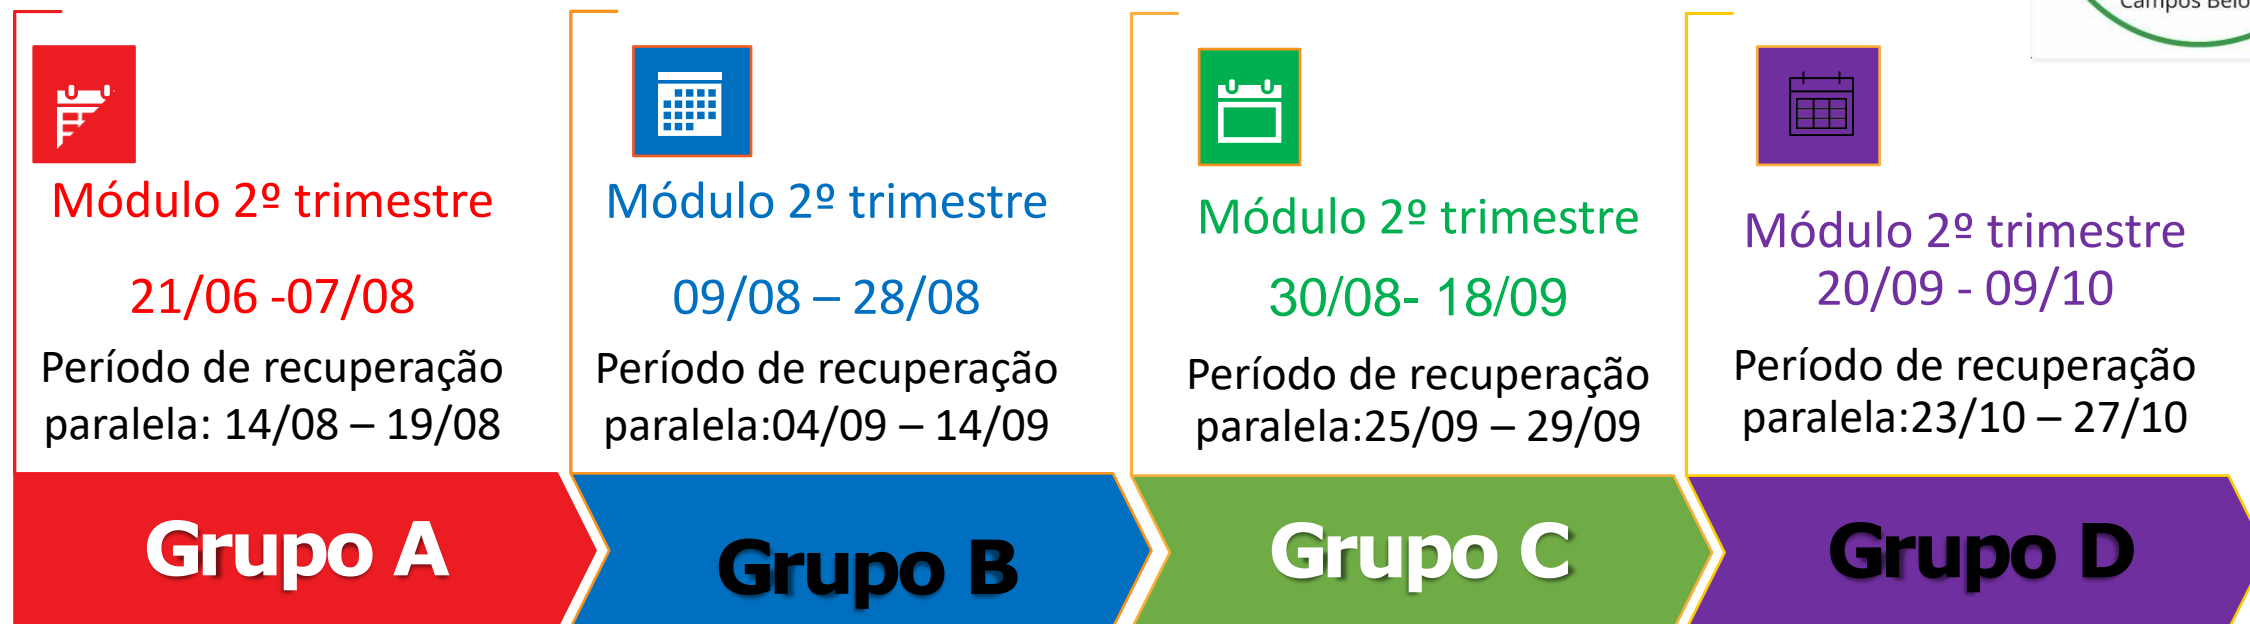 Campos Belo
Módulo 2º trimestre
21/06 -07/08
Período de recuperação
paralela: 14/08 – 19/08
Grupo A
Módulo 2º trimestre
09/08 – 28/08
Período de recuperação
paralela:04/09 – 14/09
Grupo B
Módulo 2º trimestre
30/08- 18/09
Período de recuperação
paralela:25/09 – 29/09
Grupo C
Módulo 2º trimestre
20/09 - 09/10
Período de recuperação
paralela:23/10 – 27/10
Grupo D